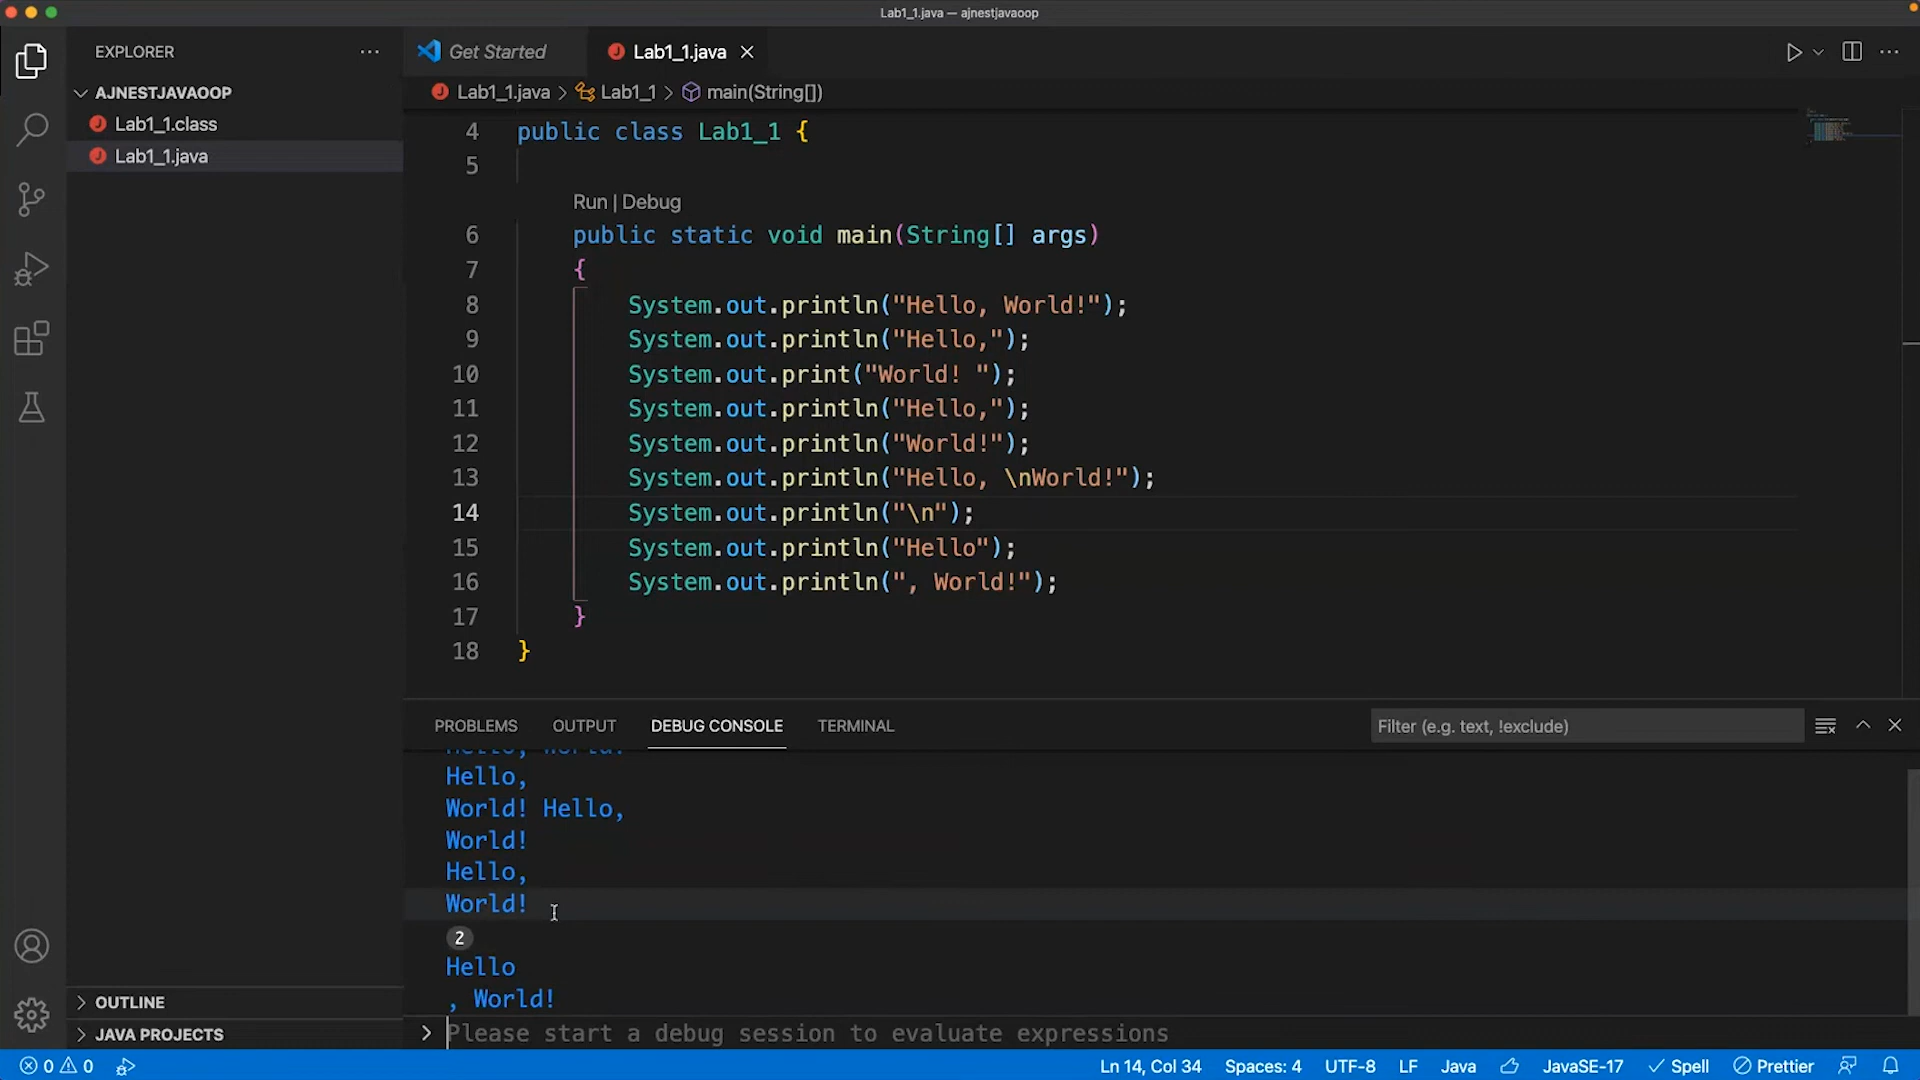 Lab1_1.java — ajnestjavaoop
EXPLORER
Get Started
Lab1_1.java
AJNESTJAVAOOP
Lab1_1.class
Lab1_1.java
Lab1_1.java > Lab1_1 > main(String[])
4 public class Lab1_1 {
5
Run | Debug
6 public static void main(String[] args)
7 {
8 System.out.println("Hello, World!");
9 System.out.println("Hello,");
10 System.out.print("World! ");
11 System.out.println("Hello,");
12 System.out.println("World!");
13 System.out.println("Hello, \nWorld!");
14 System.out.println("\n");
15 System.out.println("Hello");
16 System.out.println(", World!");
17 }
18 }
PROBLEMS OUTPUT DEBUG CONSOLE TERMINAL
Filter (e.g. text, !exclude)
Hello, World!
Hello,
World! Hello,
World!
Hello,
World!
2
Hello
, World!
> Please start a debug session to evaluate expressions
OUTLINE
JAVA PROJECTS
0 0
Ln 14, Col 34 Spaces: 4 UTF-8 LF Java JavaSE-17 Spell Prettier